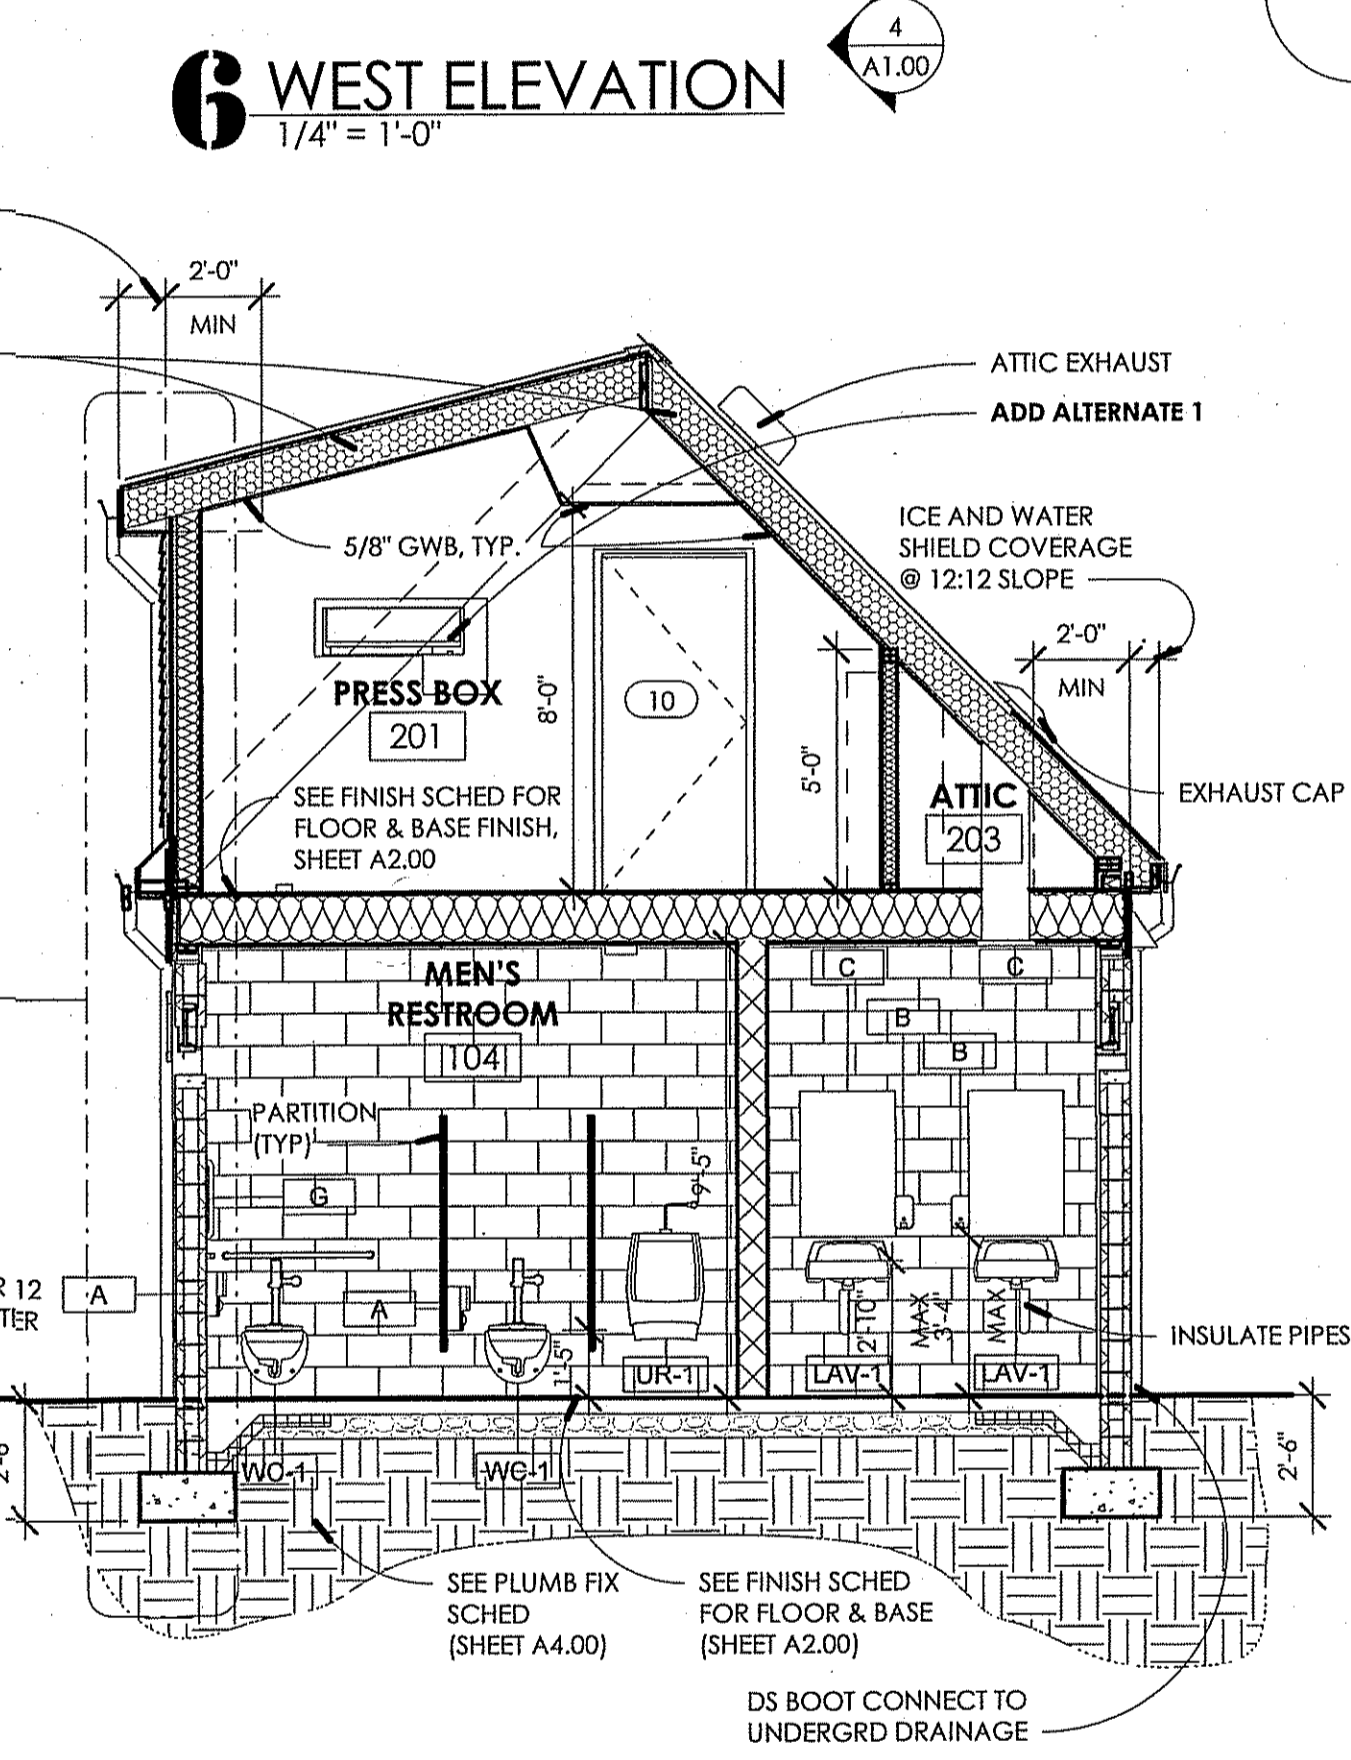 4
A1.00
6 WEST ELEVATION
1/4" = 1'-0"
2'-0"
MIN
ATTIC EXHAUST
ADD ALTERNATE 1
ICE AND WATER
SHIELD COVERAGE
@ 12:12 SLOPE
5/8" GWB, TYP.
2'-0"
MIN
PRESS BOX
201
8'-0"
10
5'-0"
SEE FINISH SCHED FOR
FLOOR & BASE FINISH,
SHEET A2.00
ATTIC
203
EXHAUST CAP
MEN'S
RESTROOM
104
C
C
B
B
PARTITION
(TYP)
G
9'-5"
R 12
TER
A
A
1'-5"
UR-1
2'-10"
MAX
3'-4"
MAX
LAV-1
LAV-1
INSULATE PIPES
2'-6"
WC-1
WC-1
2'-6"
SEE PLUMB FIX
SCHED
(SHEET A4.00)
SEE FINISH SCHED
FOR FLOOR & BASE
(SHEET A2.00)
DS BOOT CONNECT TO
UNDERGRD DRAINAGE